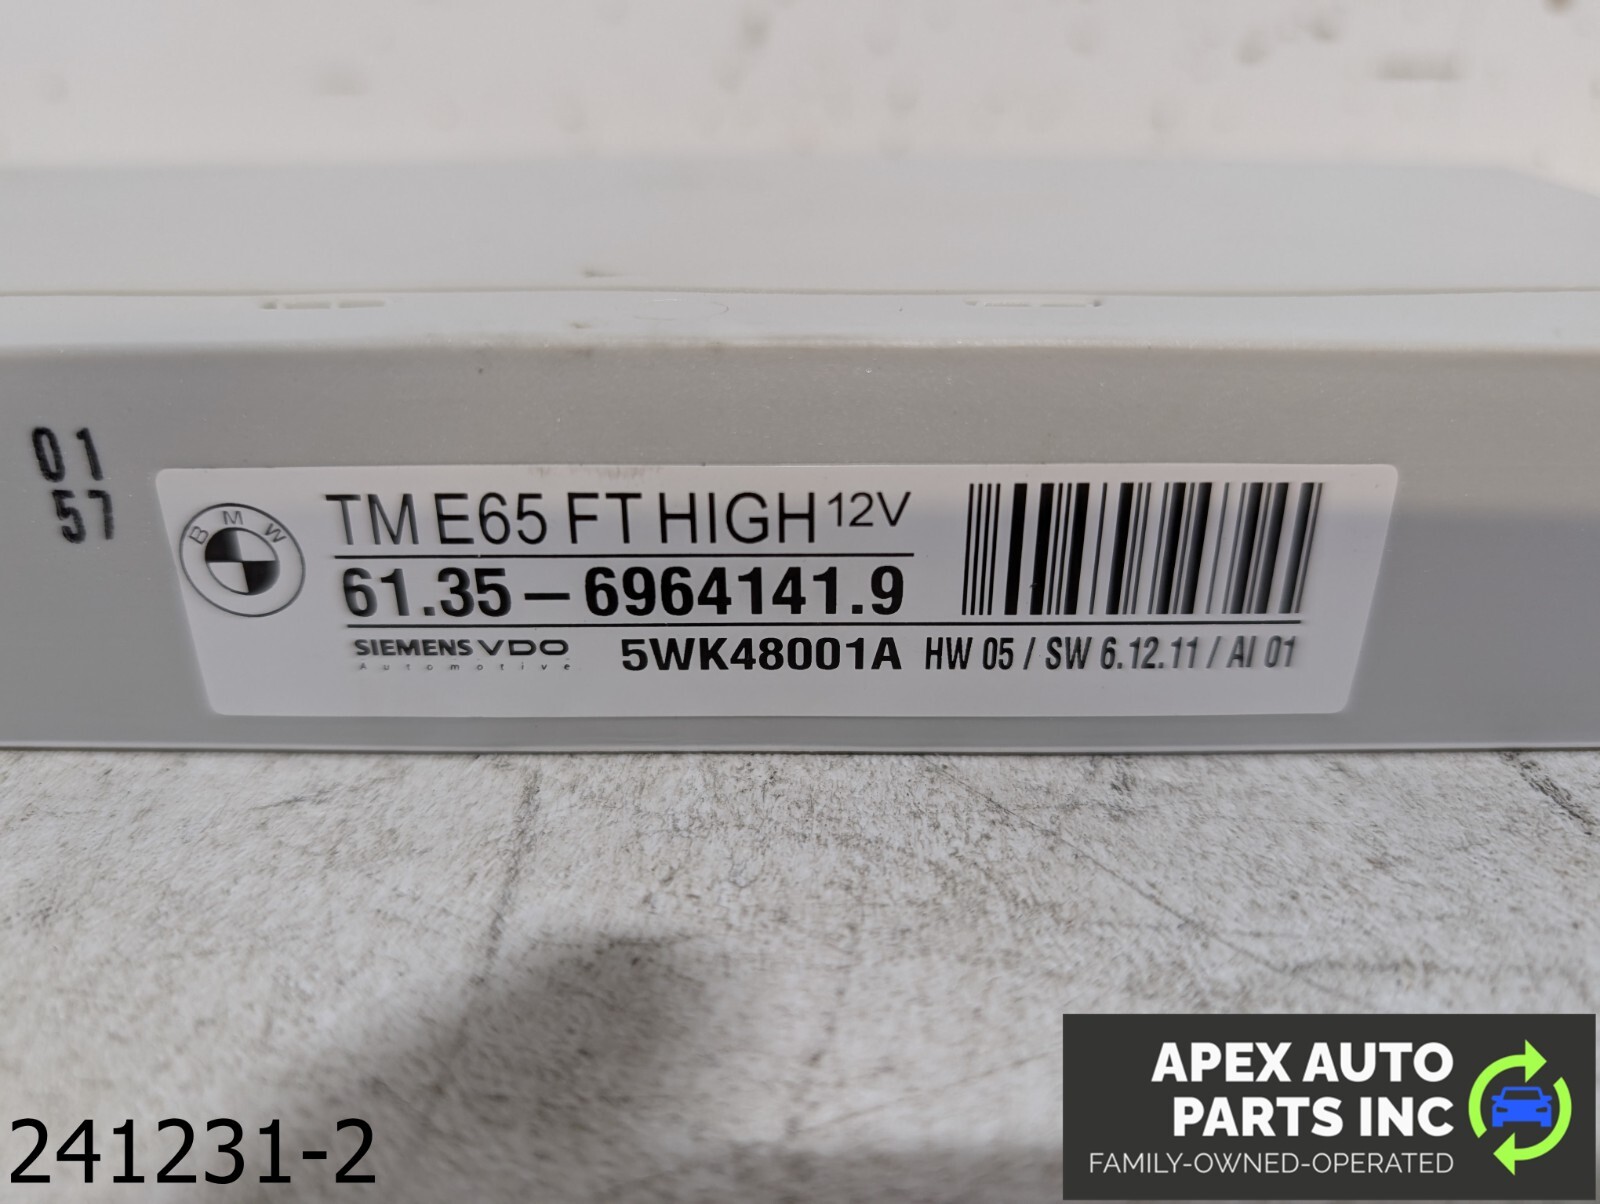 01
57
BMW
TM E65 FT HIGH 12V
61.35-6964141.9
SIEMENS VDO
Automotive
5WK48001A HW 05 / SW 6.12.11 / AI 01
241231-2
APEX AUTO
PARTS INC
FAMILY-OWNED-OPERATED